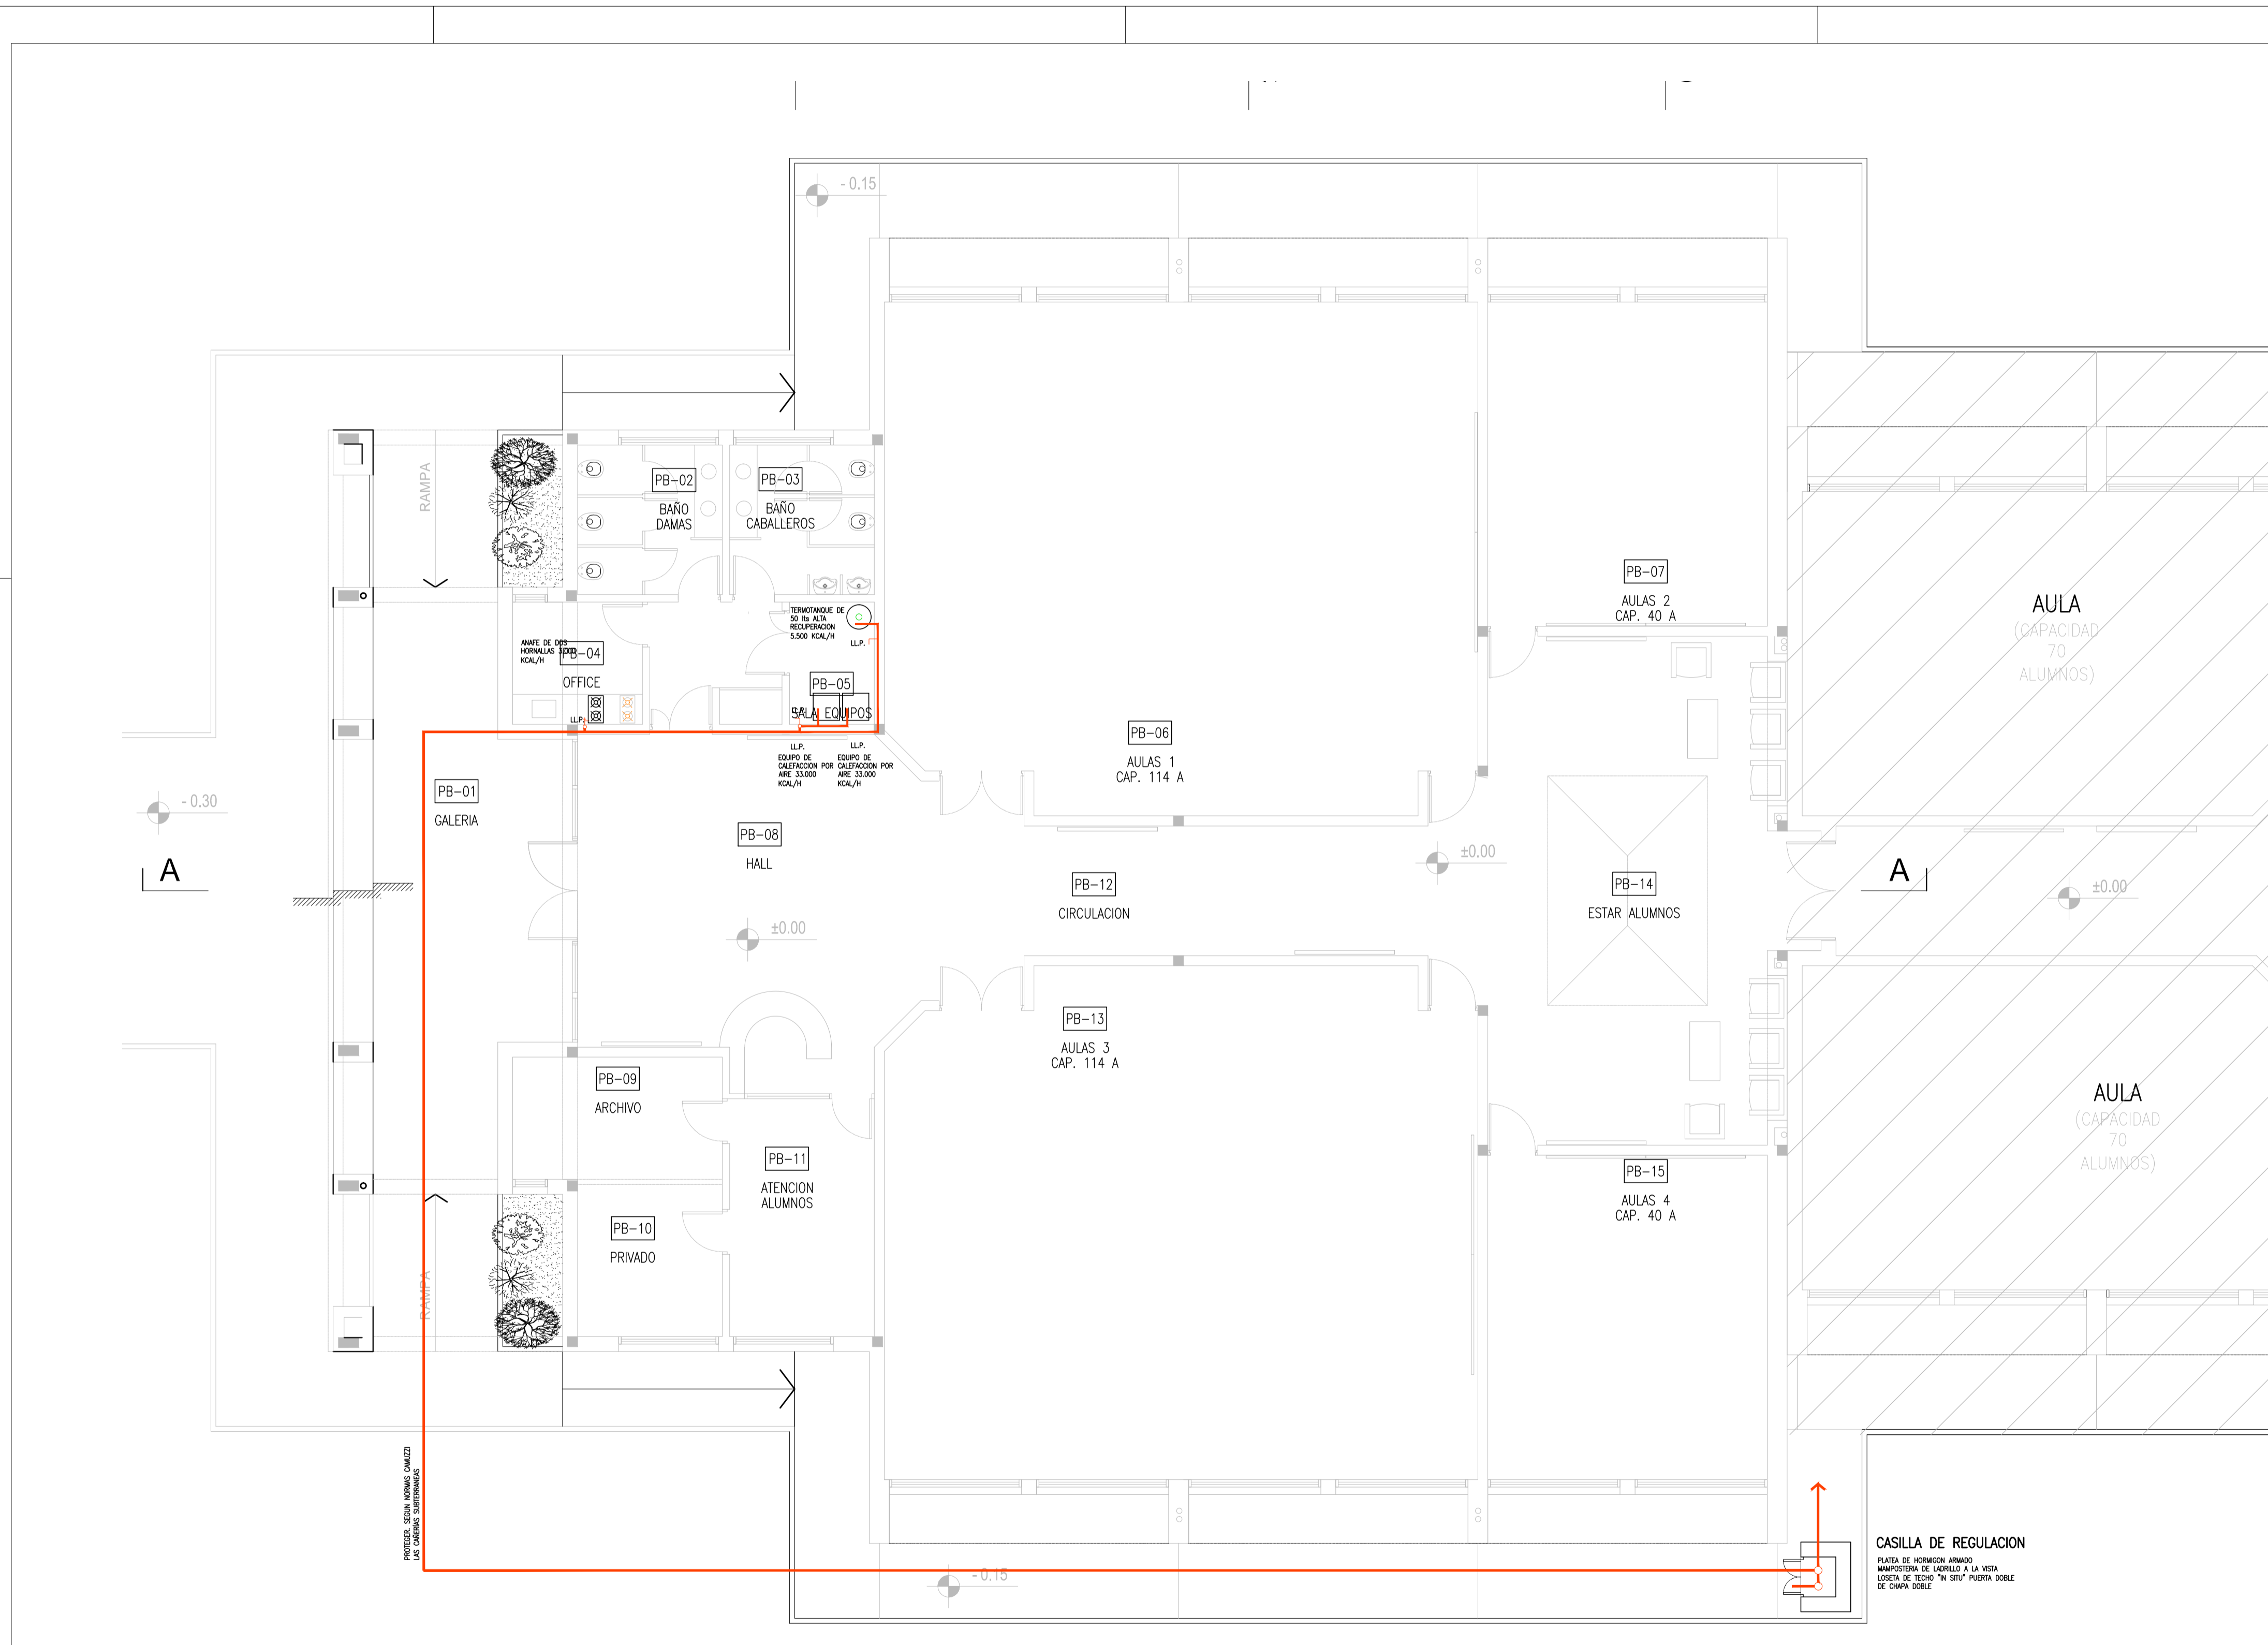 - 0.15
RAMPA
PB-02
BAÑO
DAMAS
PB-03
BAÑO
CABALLEROS
PB-07
AULAS 2
CAP. 40 A
AULA
(CAPACIDAD
70
ALUMNOS)
TERMOTANQUE DE
50 lts ALTA
RECUPERACION
5.500 KCAL/H
LL.P.
ANAFE DE DOS
HORNALLAS
KCAL/H
PB-04
OFFICE
LL.P.
PB-05
SALA EQUIPOS
LL.P.
EQUIPO DE
CALEFACCION POR
AIRE 33.000
KCAL/H
LL.P.
EQUIPO DE
CALEFACCION POR
AIRE 33.000
KCAL/H
PB-06
AULAS 1
CAP. 114 A
- 0.30
PB-01
GALERIA
PB-08
HALL
±0.00
A
PB-12
CIRCULACION
±0.00
PB-14
ESTAR ALUMNOS
A
±0.00
PB-13
AULAS 3
CAP. 114 A
PB-09
ARCHIVO
PB-11
ATENCION
ALUMNOS
PB-10
PRIVADO
RAMPA
PB-15
AULAS 4
CAP. 40 A
AULA
(CAPACIDAD
70
ALUMNOS)
PROTEGER. SEGUN NORMAS CAMUZZI
LAS CAÑERIAS SUBTERRANEAS
- 0.15
CASILLA DE REGULACION
PLATEA DE HORMIGON ARMADO
MAMPOSTERIA DE LADRILLO A LA VISTA
LOSETA DE TECHO "IN SITU" PUERTA DOBLE
DE CHAPA DOBLE